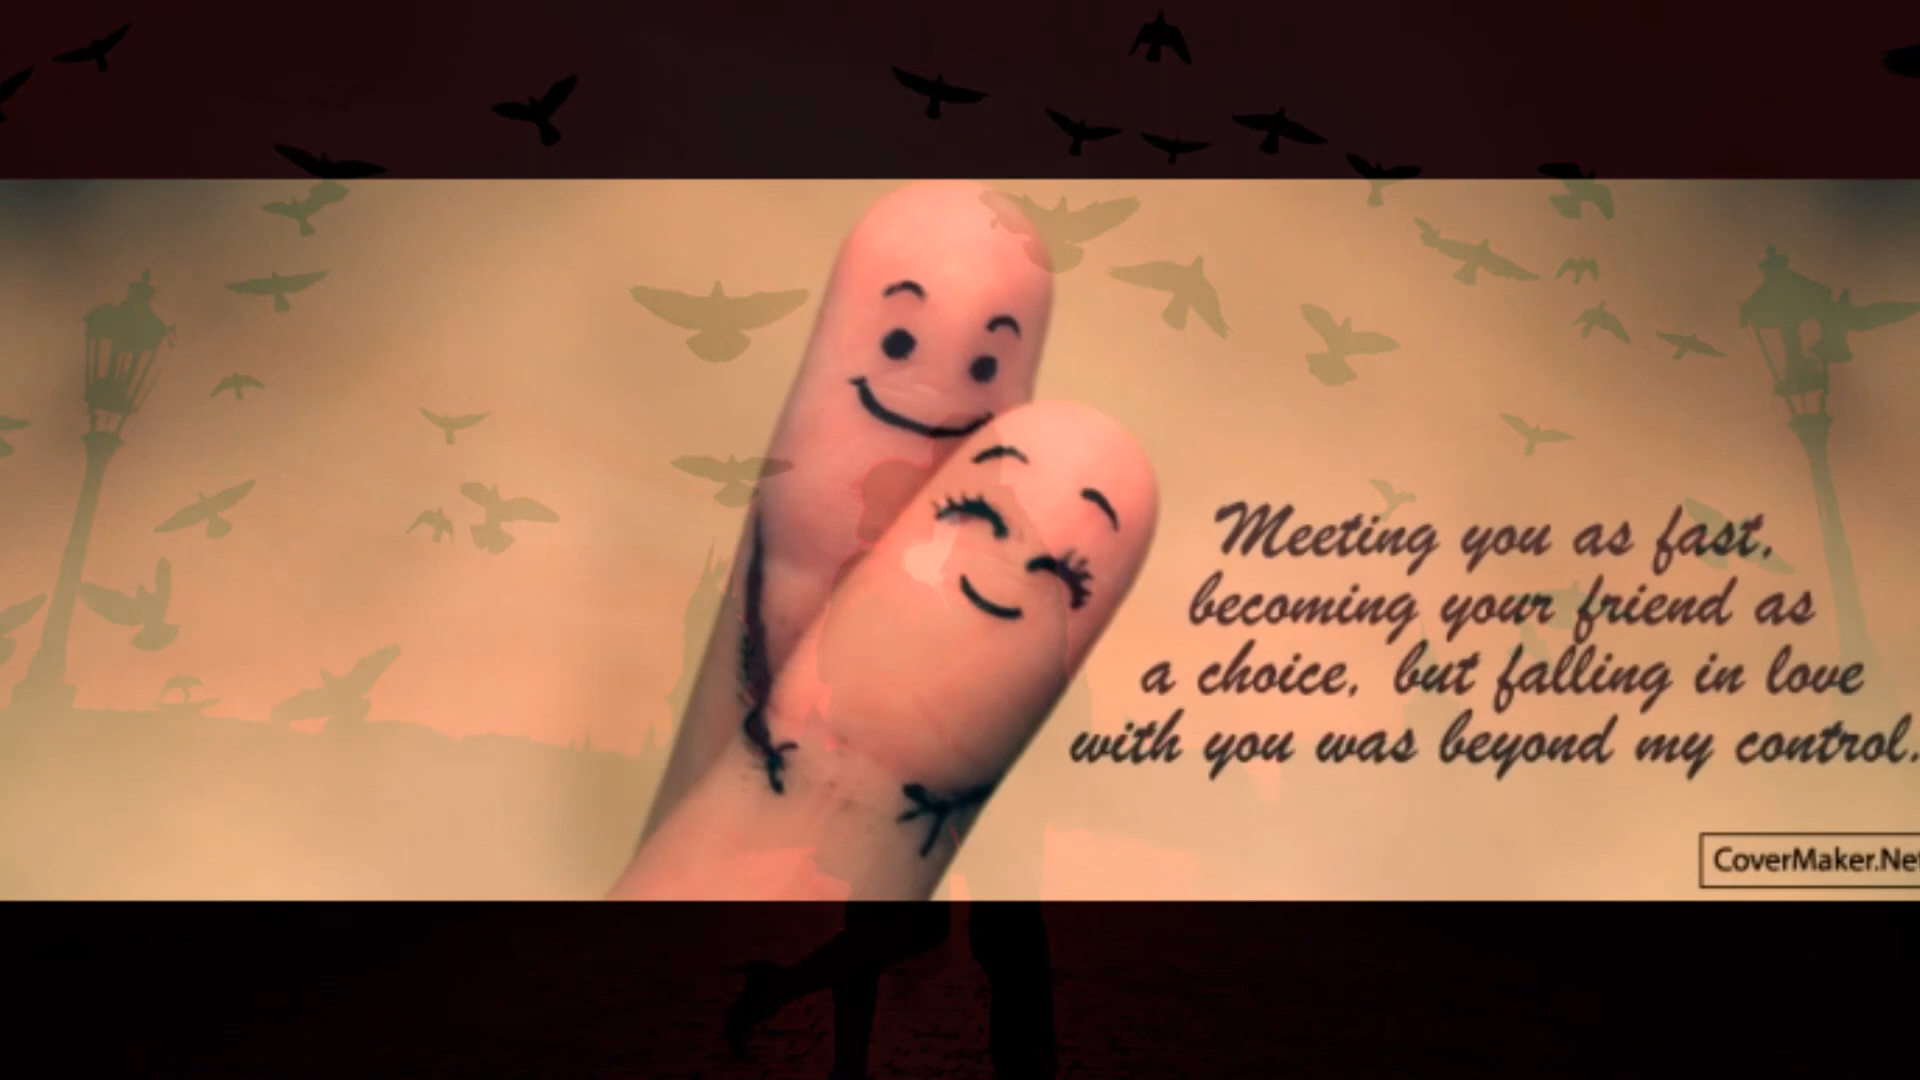 Meeting you as fast,
becoming your friend as
a choice, but falling in love
with you was beyond my control.
CoverMaker.Net